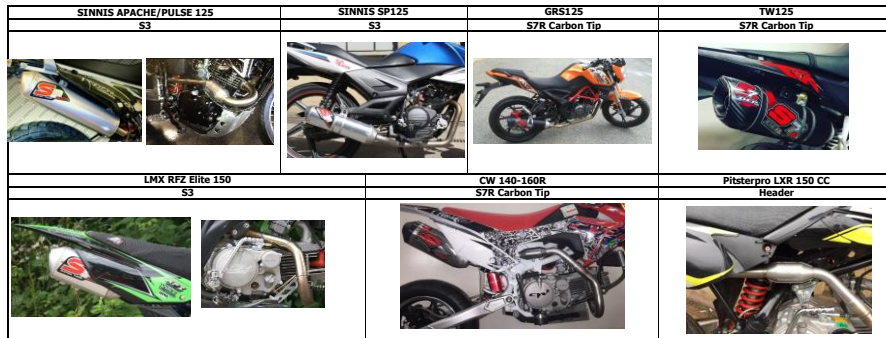 SINNIS APACHE/PULSE 125
S3
SINNIS SP125
S3
GRS125
S7R Carbon Tip
TW125
S7R Carbon Tip
LMX RFZ Elite 150
S3
CW 140-160R
S7R Carbon Tip
Pitsterpro LXR 150 CC
Header